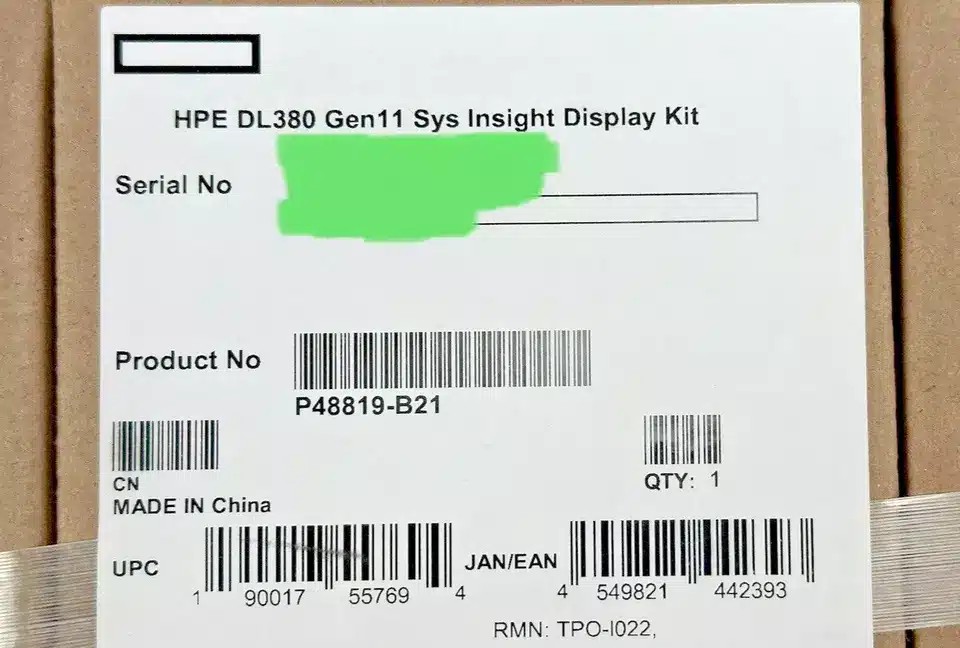 HPE DL380 Gen11 Sys Insight Display Kit
Serial No
Product No
P48819-B21
CN
MADE IN China
QTY: 1
UPC
1 90017 55769 4
JAN/EAN
4 549821 442393
RMN: TPO-I022,